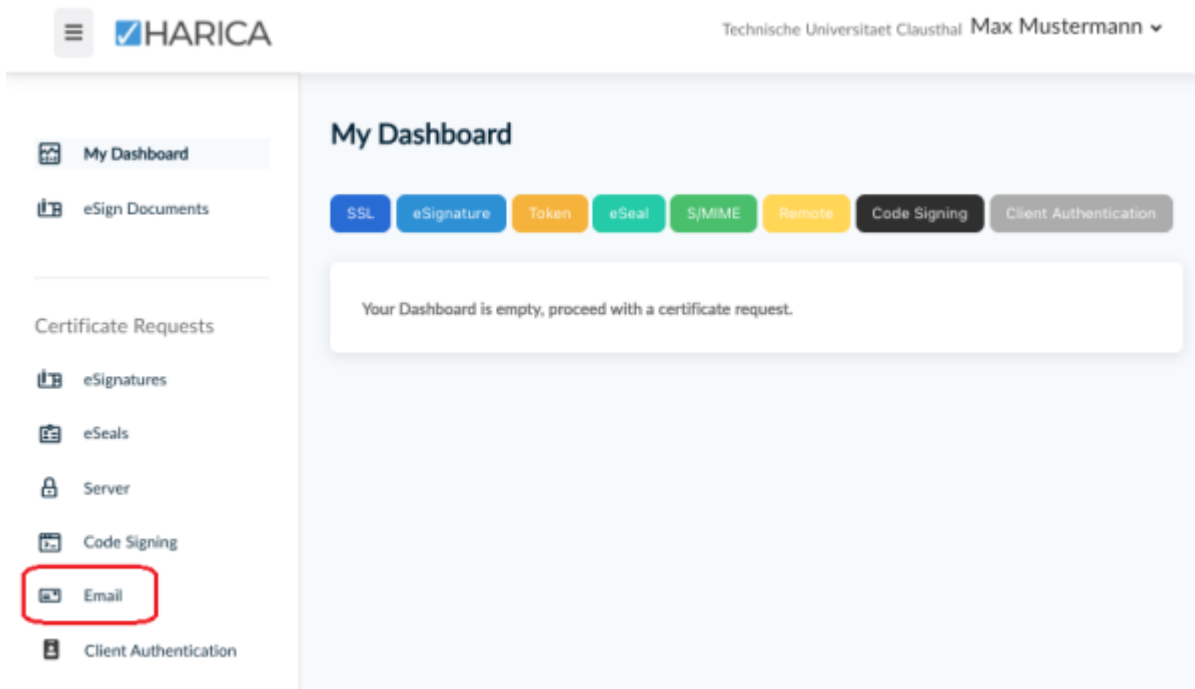 HARICA
Technische Universitaet Clausthal Max Mustermann
My Dashboard
eSign Documents
Certificate Requests
eSignatures
eSeals
Server
Code Signing
Email
Client Authentication
My Dashboard
SSL eSignature Token eSeal S/MIME Remote Code Signing Client Authentication
Your Dashboard is empty, proceed with a certificate request.